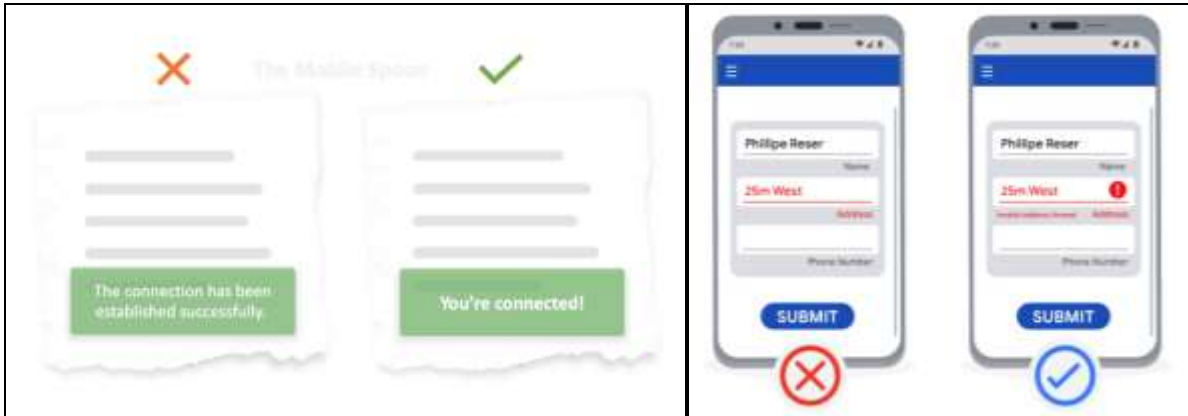 The Maldie Spoon
The connection has been
established successfully.
You're connected!
Phillipe Reser
Name
25m West
Address
Phone Number
SUBMIT
Phillipe Reser
Name
25m West
Address
Phone Number
SUBMIT